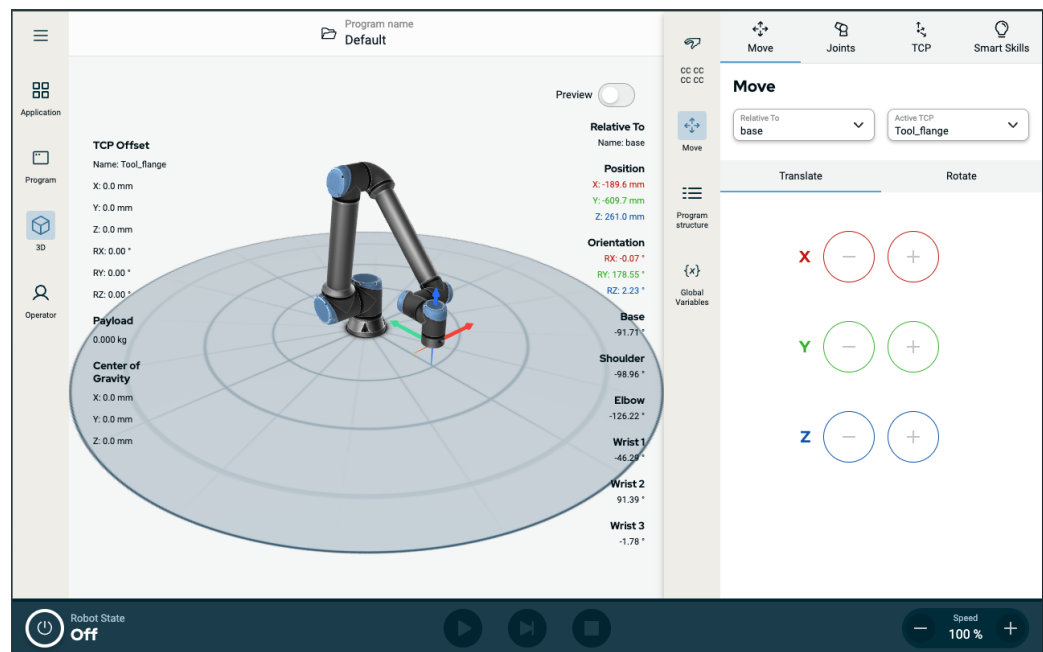 Program name
Default
Application
Program
3D
Operator
Preview
TCP Offset
Name: Tool_flange
X: 0.0 mm
Y: 0.0 mm
Z: 0.0 mm
RX: 0.00 °
RY: 0.00 °
RZ: 0.00 °
Payload
0.000 kg
Center of
Gravity
X: 0.0 mm
Y: 0.0 mm
Z: 0.0 mm
Relative To
Name: base
Position
X: -189.6 mm
Y: -609.7 mm
Z: 261.0 mm
Orientation
RX: -0.07 °
RY: 178.55 °
RZ: 2.23 °
Base
-91.71 °
Shoulder
-98.96 °
Elbow
-126.22 °
Wrist 1
-46.29 °
Wrist 2
91.39 °
Wrist 3
-1.78 °
CC CC
CC CC
Move
Program
structure
{x}
Global
Variables
Move
Joints
TCP
Smart Skills
Move
Relative To
base
Active TCP
Tool_flange
Translate
Rotate
X − +
Y − +
Z − +
Robot State
Off
Speed
− 100 % +